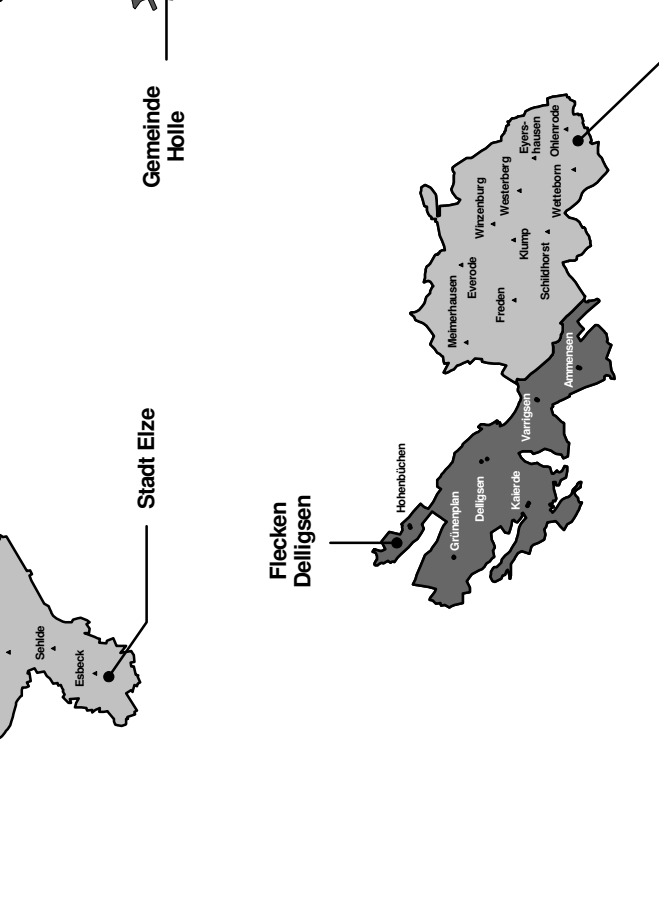 Gemeinde
Holle
Stadt Elze
Flecken
Delligsen
Sehlde
Esbeck
Hohenbüchen
Grünenplan
Delligsen
Kaierde
Varrigsen
Ammensen
Meimerhausen
Everode
Freden
Winzenburg
Westerberg
Klump
Schildhorst
Wetteborn
Eyers-
hausen
Ohlenrode